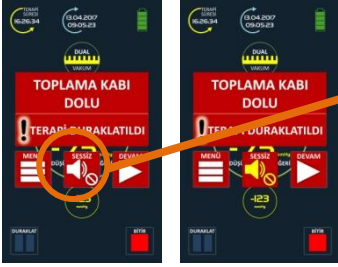 TERAPİ
SÜRESİ
16:26:34
13.04.2017
09:05:23
DUAL
VAKUM
TOPLAMA KABI
DOLU
! TERAPİ DURAKLATILDI
MENÜ
SESSİZ
DEVAM
-123
mmHg
DURAKLAT
BİTİR
TERAPİ
SÜRESİ
16:26:34
13.04.2017
09:05:23
DUAL
VAKUM
TOPLAMA KABI
DOLU
! TERAPİ DURAKLATILDI
MENÜ
SESSİZ
DEVAM
-123
mmHg
DURAKLAT
BİTİR